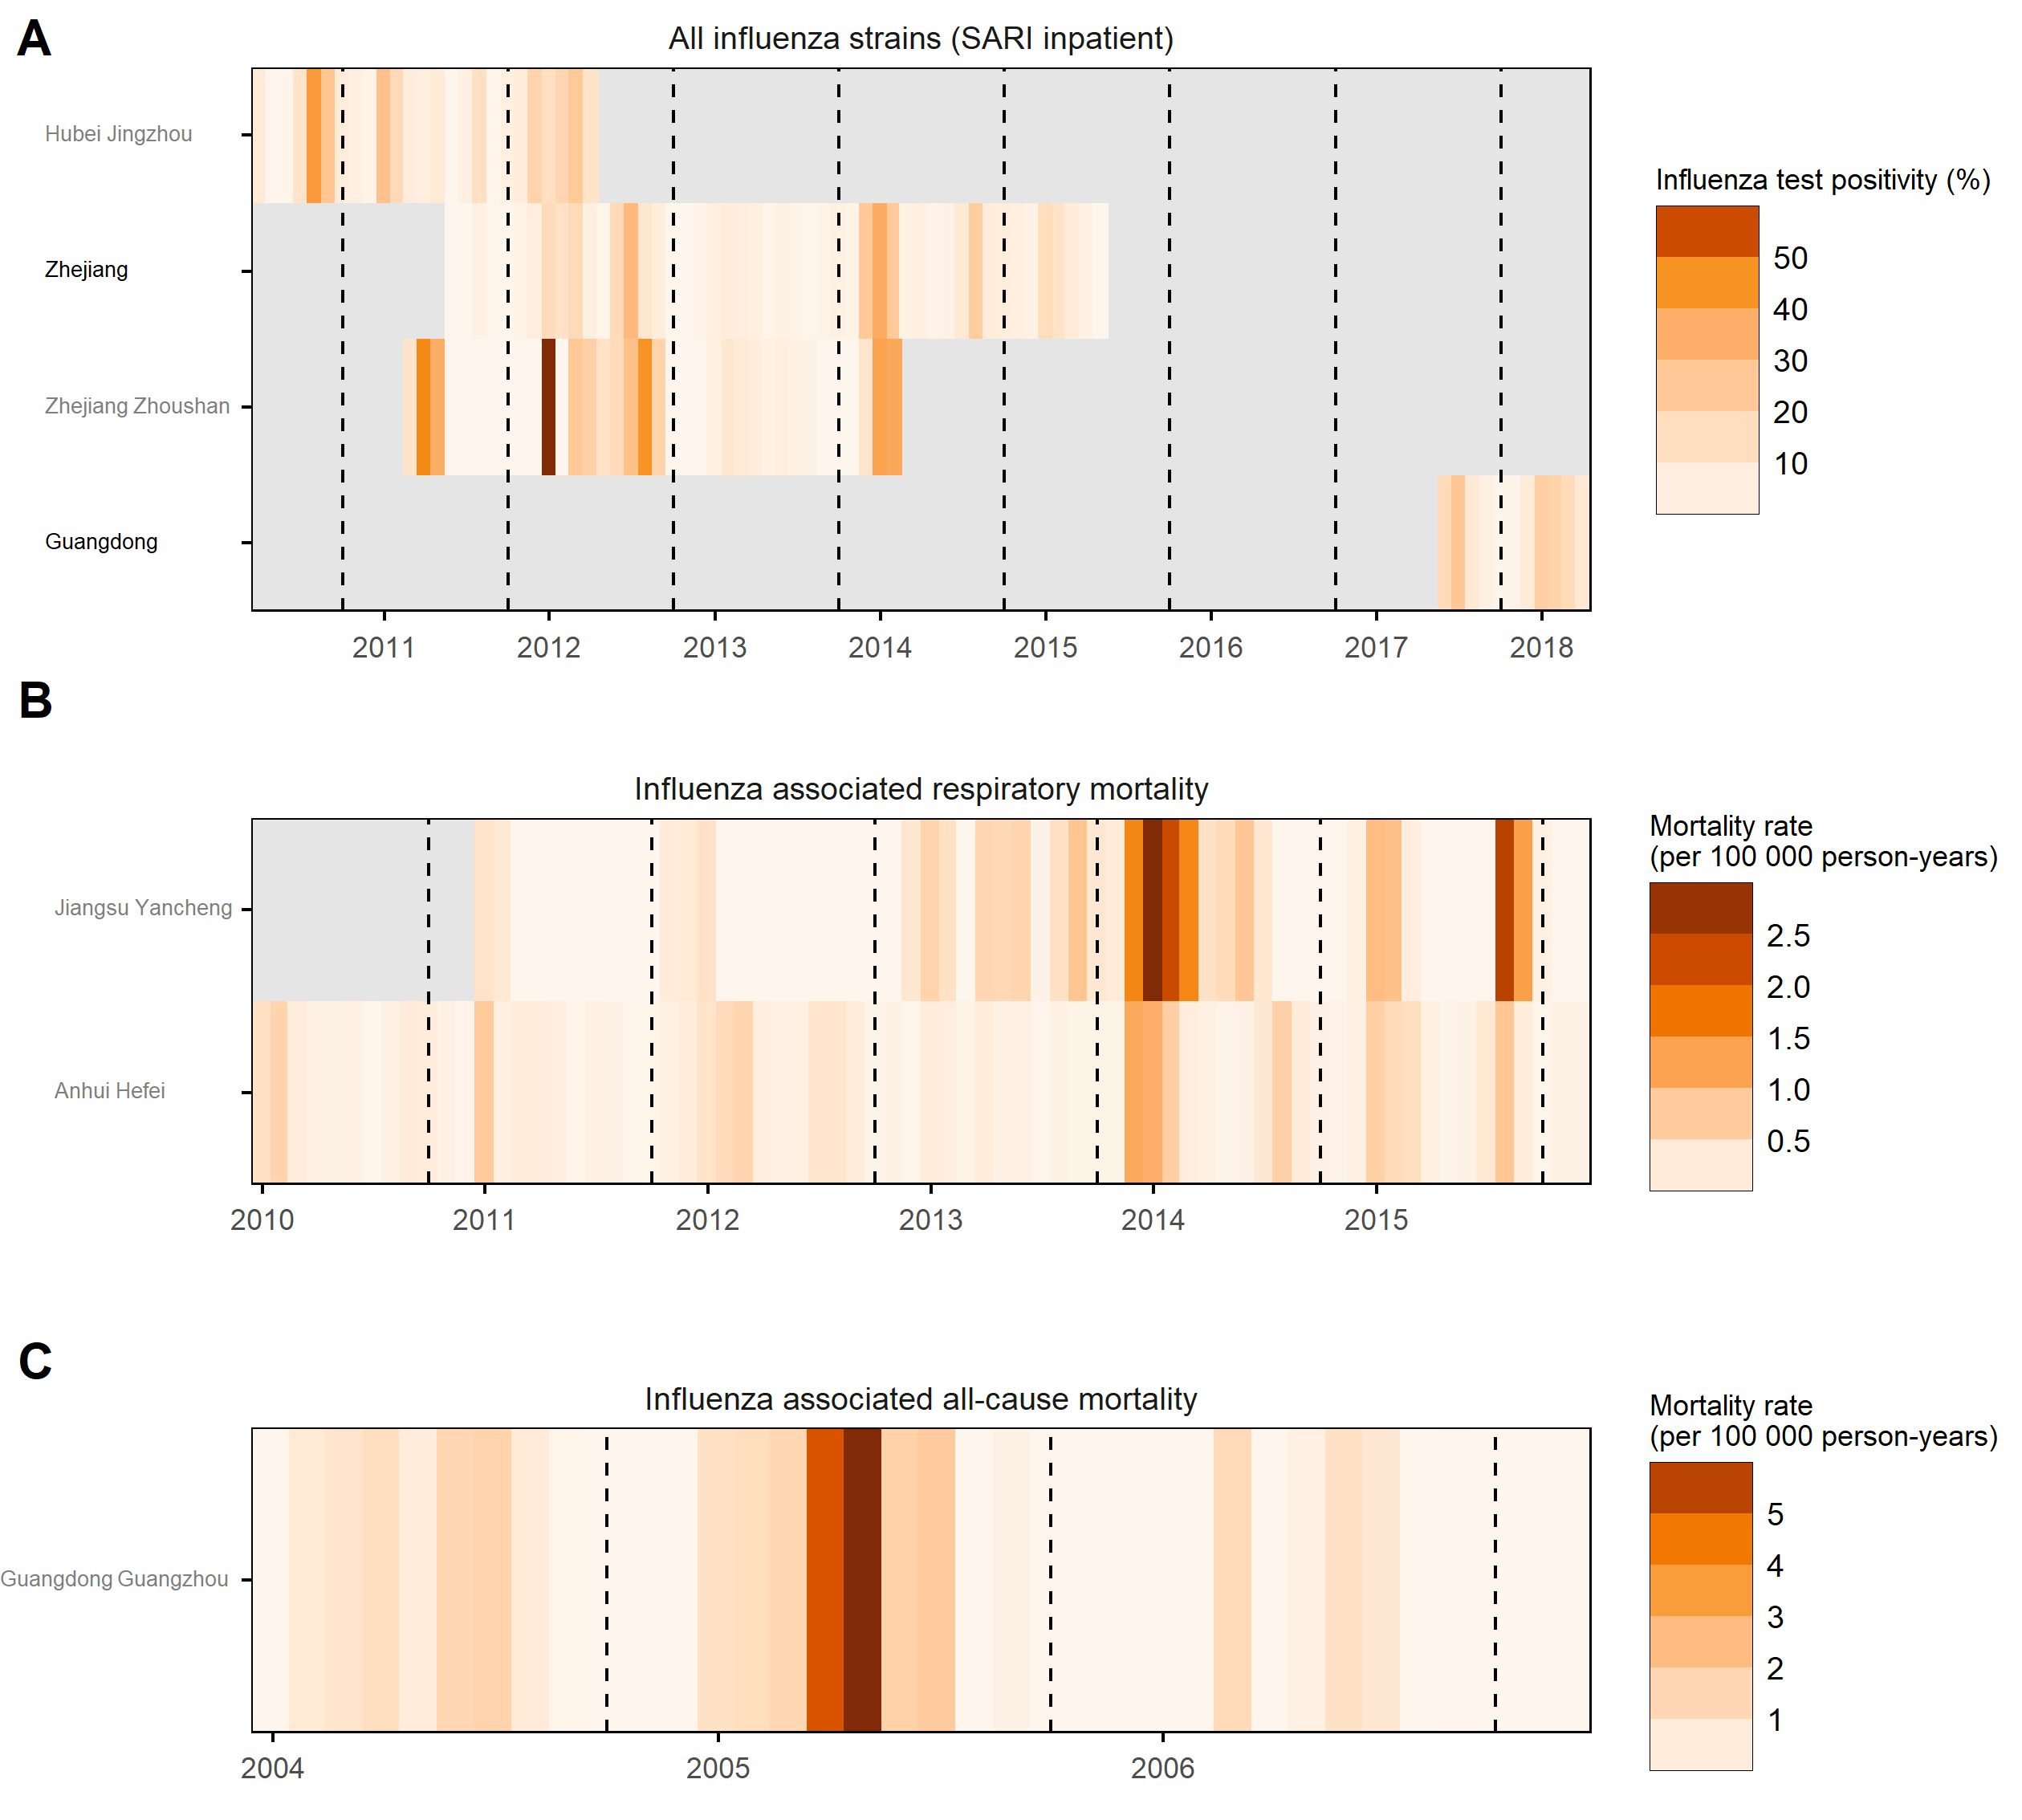 A
All influenza strains (SARI inpatient)
Hubei Jingzhou
Zhejiang
Zhejiang Zhoushan
Guangdong
2011 2012 2013 2014 2015 2016 2017 2018
Influenza test positivity (%)
50
40
30
20
10
B
Influenza associated respiratory mortality
Jiangsu Yancheng
Anhui Hefei
2010 2011 2012 2013 2014 2015
Mortality rate
(per 100 000 person-years)
2.5
2.0
1.5
1.0
0.5
C
Influenza associated all-cause mortality
Guangdong Guangzhou
2004 2005 2006
Mortality rate
(per 100 000 person-years)
5
4
3
2
1